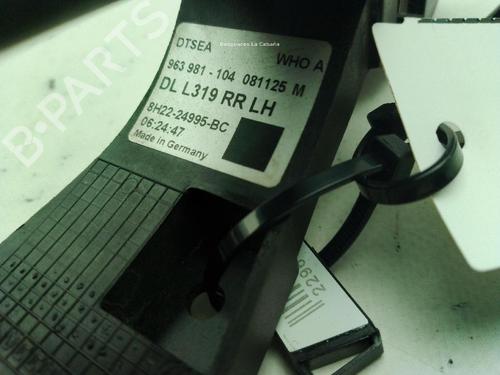 DTSEA WHO A
963 981 - 104 081125 M
DL L319 RR LH
8H22-24995-BC
06:24:47
Made in Germany
Despieces La Cabaña
B-PARTS